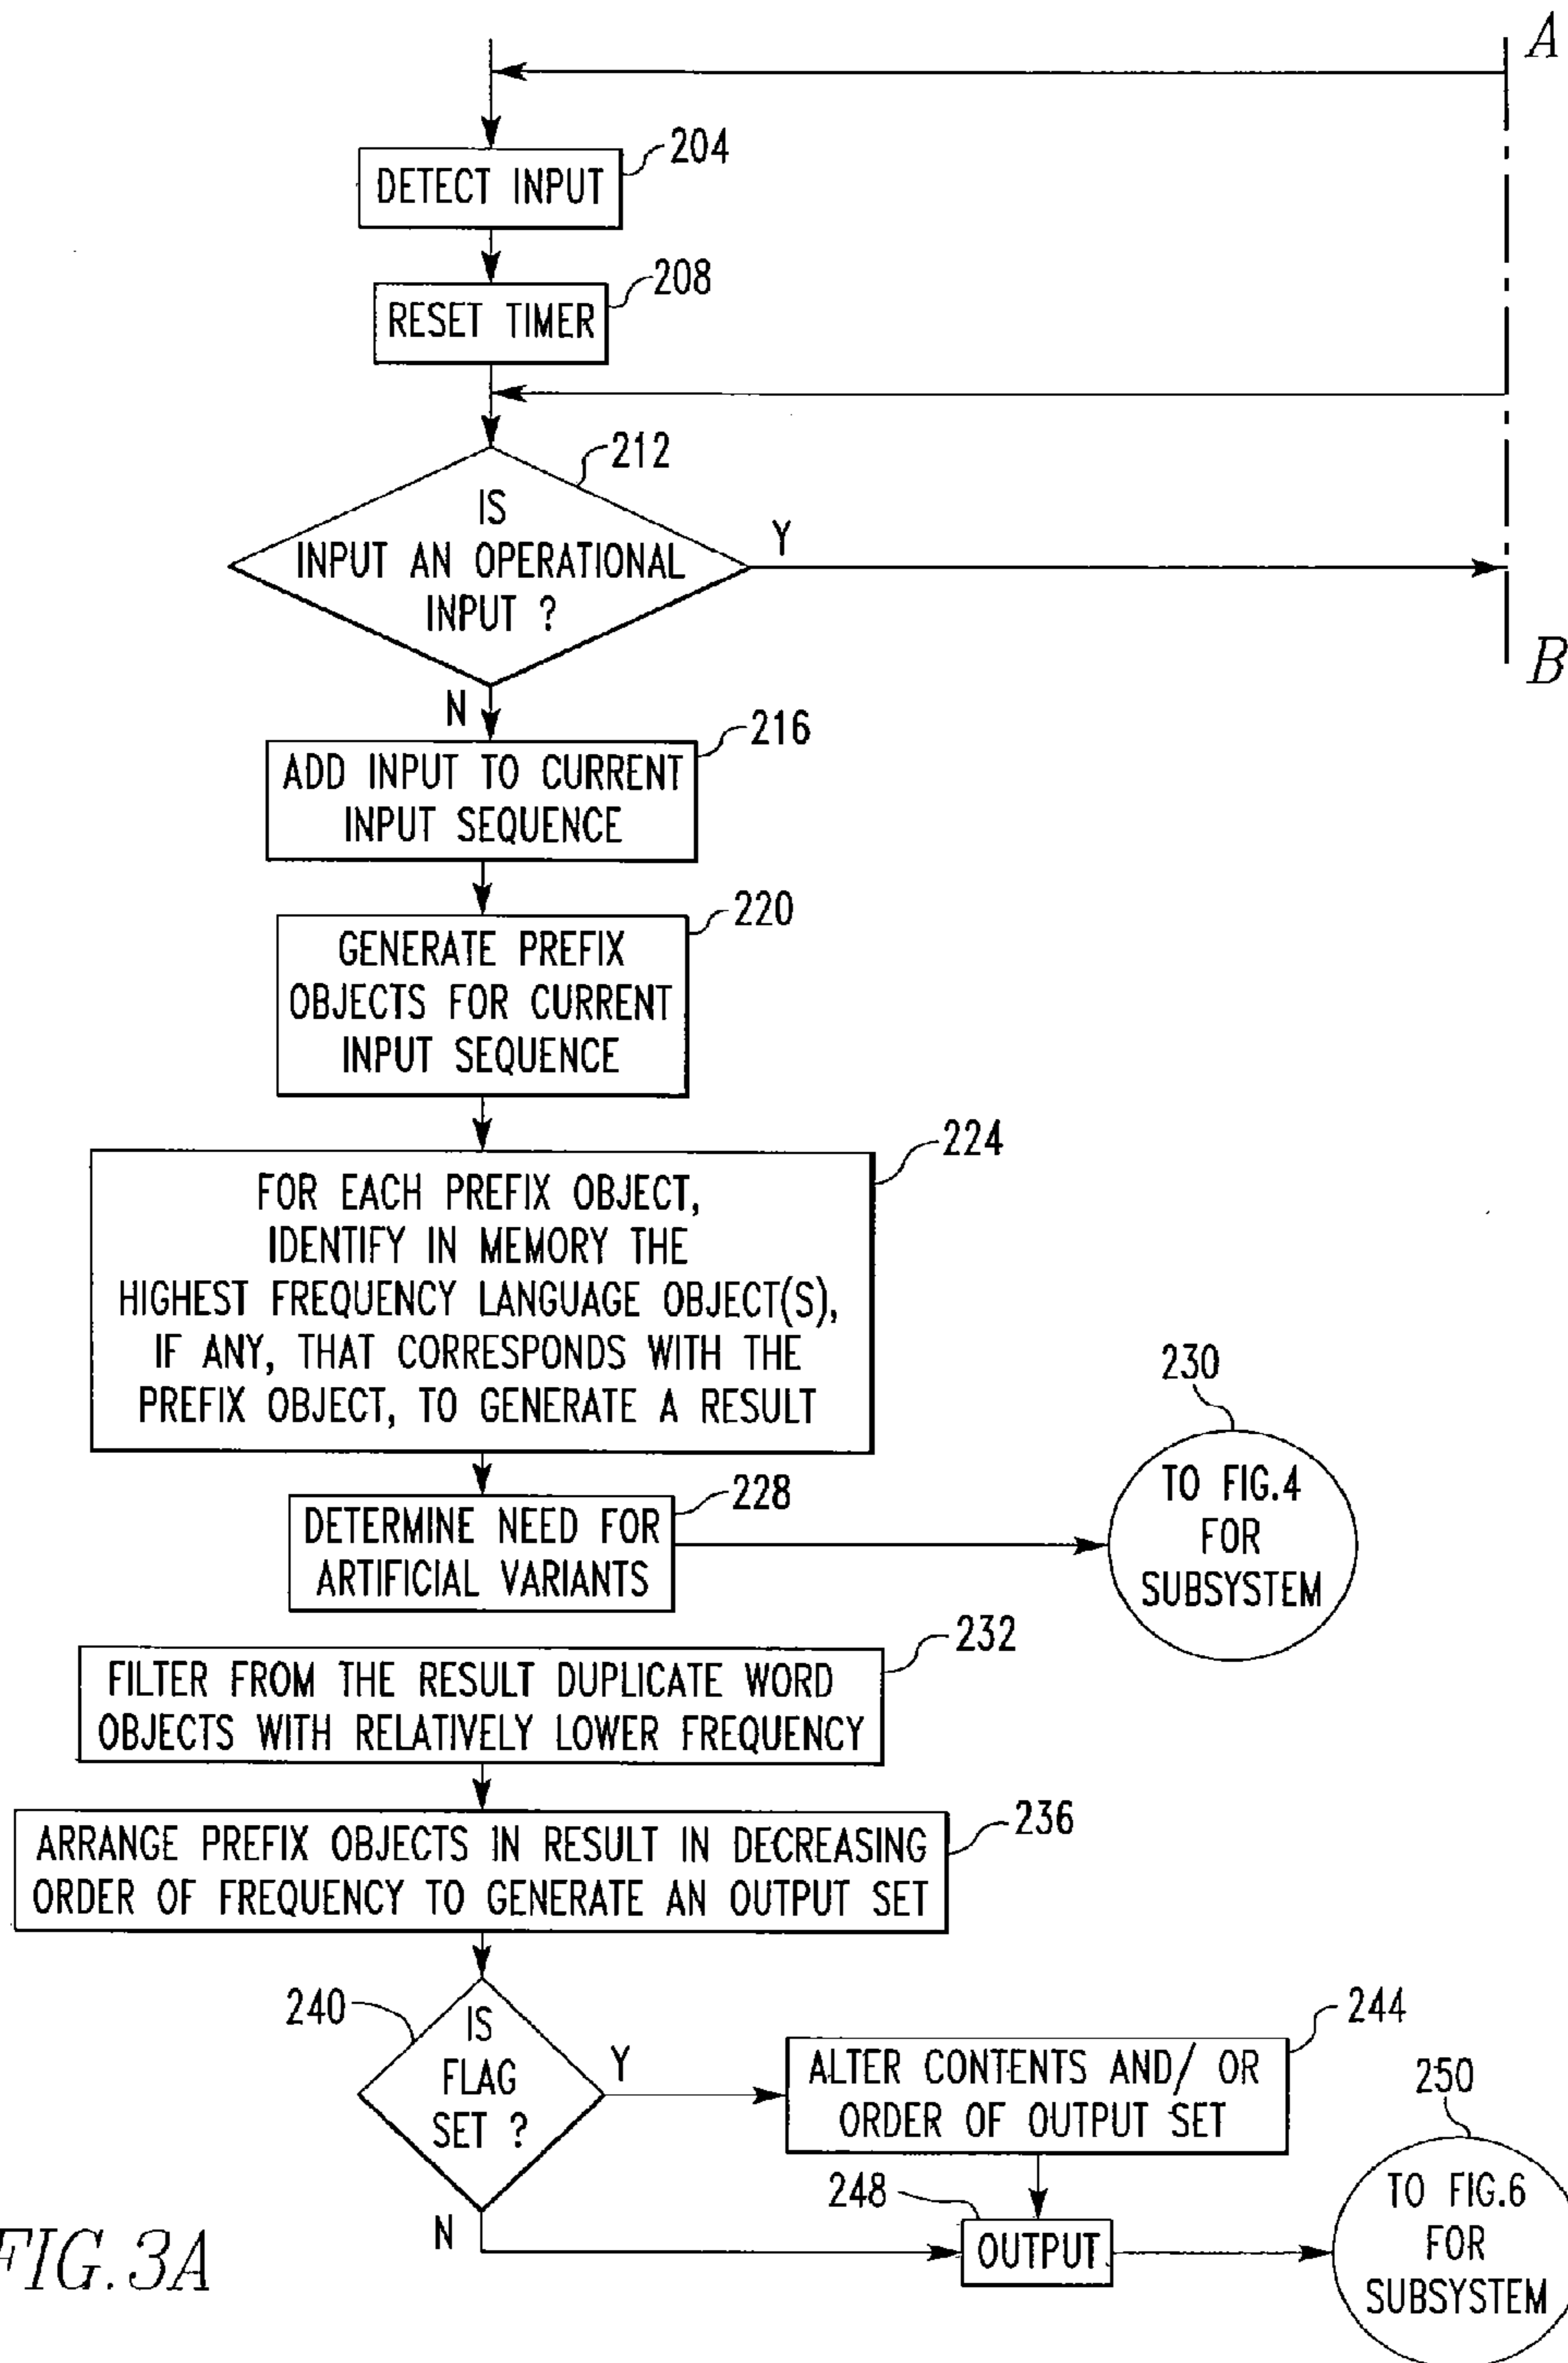 A
204
DETECT INPUT
208
RESET TIMER
212
IS
INPUT AN OPERATIONAL
INPUT ?
Y
B
N
216
ADD INPUT TO CURRENT
INPUT SEQUENCE
220
GENERATE PREFIX
OBJECTS FOR CURRENT
INPUT SEQUENCE
224
FOR EACH PREFIX OBJECT,
IDENTIFY IN MEMORY THE
HIGHEST FREQUENCY LANGUAGE OBJECT(S),
IF ANY, THAT CORRESPONDS WITH THE
PREFIX OBJECT, TO GENERATE A RESULT
230
TO FIG.4
FOR
SUBSYSTEM
228
DETERMINE NEED FOR
ARTIFICIAL VARIANTS
232
FILTER FROM THE RESULT DUPLICATE WORD
OBJECTS WITH RELATIVELY LOWER FREQUENCY
236
ARRANGE PREFIX OBJECTS IN RESULT IN DECREASING
ORDER OF FREQUENCY TO GENERATE AN OUTPUT SET
240
IS
FLAG
SET ?
Y
N
244
ALTER CONTENTS AND/ OR
ORDER OF OUTPUT SET
248
OUTPUT
250
TO FIG.6
FOR
SUBSYSTEM
FIG. 3A